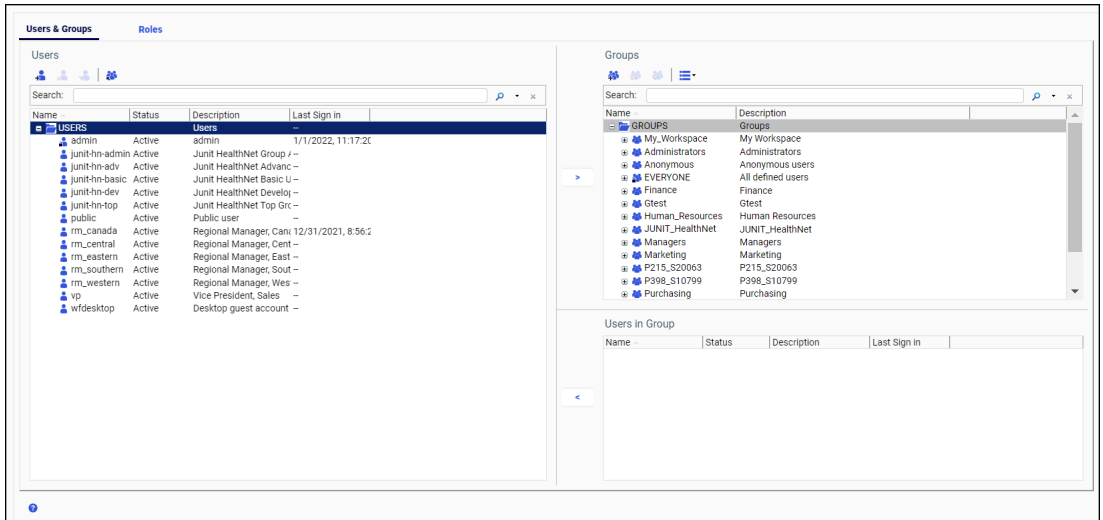 Users & Groups Roles
Users
Search:
Name Status Description Last Sign in
USERS Users --
admin Active admin 1/1/2022, 11:17:20
junit-hn-admin Active Junit HealthNet Group A --
junit-hn-adv Active Junit HealthNet Advanc --
junit-hn-basic Active Junit HealthNet Basic U --
junit-hn-dev Active Junit HealthNet Develop --
junit-hn-top Active Junit HealthNet Top Gro --
public Active Public user --
rm_canada Active Regional Manager, Cana 12/31/2021, 8:56:2
rm_central Active Regional Manager, Cent --
rm_eastern Active Regional Manager, East --
rm_southern Active Regional Manager, Sout --
rm_western Active Regional Manager, Wes --
vp Active Vice President, Sales --
wfdesktop Active Desktop guest account --
>
<
Groups
Search:
Name Description
GROUPS Groups
My_Workspace My Workspace
Administrators Administrators
Anonymous Anonymous users
EVERYONE All defined users
Finance Finance
Gtest Gtest
Human_Resources Human Resources
JUNIT_HealthNet JUNIT_HealthNet
Managers Managers
Marketing Marketing
P215_S20063 P215_S20063
P398_S10799 P398_S10799
Purchasing Purchasing
Users in Group
Name Status Description Last Sign in